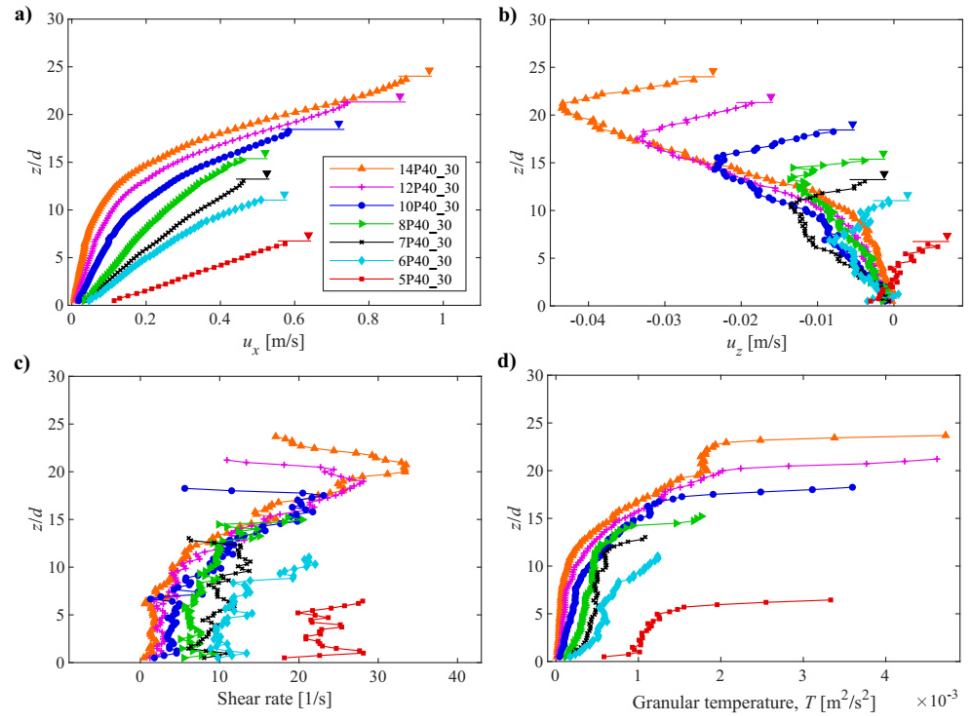 a)
30
25
20
15
10
5
0
z/d
0 0.2 0.4 0.6 0.8 1
u_x [m/s]
14P40_30
12P40_30
10P40_30
8P40_30
7P40_30
6P40_30
5P40_30
b)
30
25
20
15
10
5
0
z/d
-0.04 -0.03 -0.02 -0.01 0
u_z [m/s]
c)
30
25
20
15
10
5
0
z/d
0 10 20 30 40
Shear rate [1/s]
d)
30
25
20
15
10
5
0
z/d
0 1 2 3 4
Granular temperature, T [m²/s²] ×10⁻³